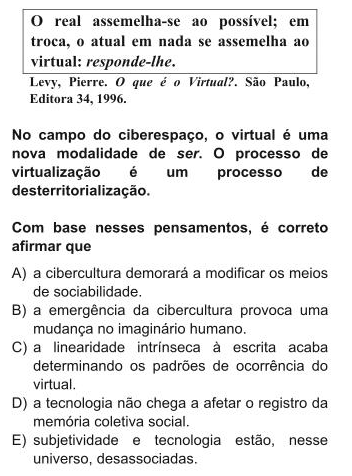 O real assemelha-se ao possível; em
troca, o atual em nada se assemelha ao
virtual: responde-lhe.
Levy, Pierre. O que é o Virtual?. São Paulo,
Editora 34, 1996.
No campo do ciberespaço, o virtual é uma
nova modalidade de ser. O processo de
virtualização é um processo de
desterritorialização.
Com base nesses pensamentos, é correto
afirmar que
A) a cibercultura demorará a modificar os meios
de sociabilidade.
B) a emergência da cibercultura provoca uma
mudança no imaginário humano.
C) a linearidade intrínseca à escrita acaba
determinando os padrões de ocorrência do
virtual.
D) a tecnologia não chega a afetar o registro da
memória coletiva social.
E) subjetividade e tecnologia estão, nesse
universo, desassociadas.